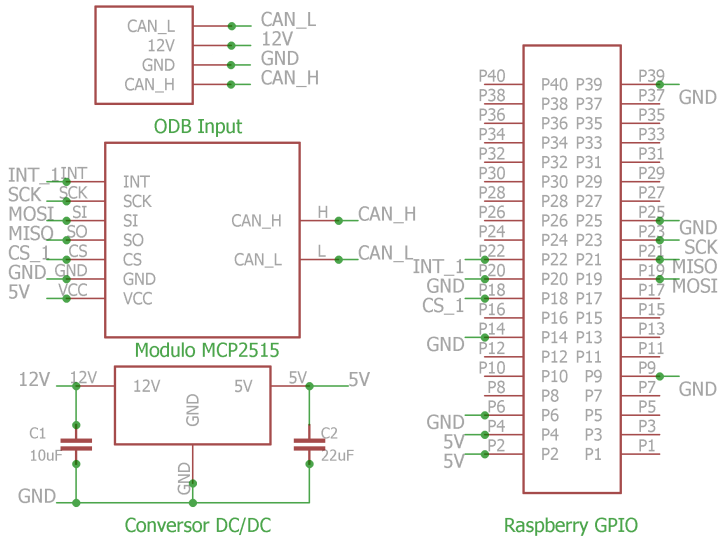 CAN_L CAN_L
12V 12V
GND GND
CAN_H CAN_H
ODB Input
INT_1 INT INT
SCK SCK SCK
MOSI SI SI
MISO SO SO
CS_1 CS CS
GND GND GND
5V VCC VCC
CAN_H H CAN_H
CAN_L L CAN_L
Modulo MCP2515
12V 12V 12V 5V 5V 5V
GND
GND
C1
10uF
C2
22uF
GND
Conversor DC/DC
P40 P40 P39 P39
GND
P38 P38 P37 P37
P36 P36 P35 P35
P34 P34 P33 P33
P32 P32 P31 P31
P30 P30 P29 P29
P28 P28 P27 P27
P26 P26 P25 P25 GND
P24 P24 P23 P23 SCK
INT_1 P22 P22 P21 P21 MISO
GND P20 P20 P19 P19 MOSI
CS_1 P18 P18 P17 P17
P16 P16 P15 P15
GND P14 P14 P13 P13
P12 P12 P11 P11
P10 P10 P9 P9 GND
P8 P8 P7 P7
GND P6 P6 P5 P5
5V P4 P4 P3 P3
5V P2 P2 P1 P1
Raspberry GPIO